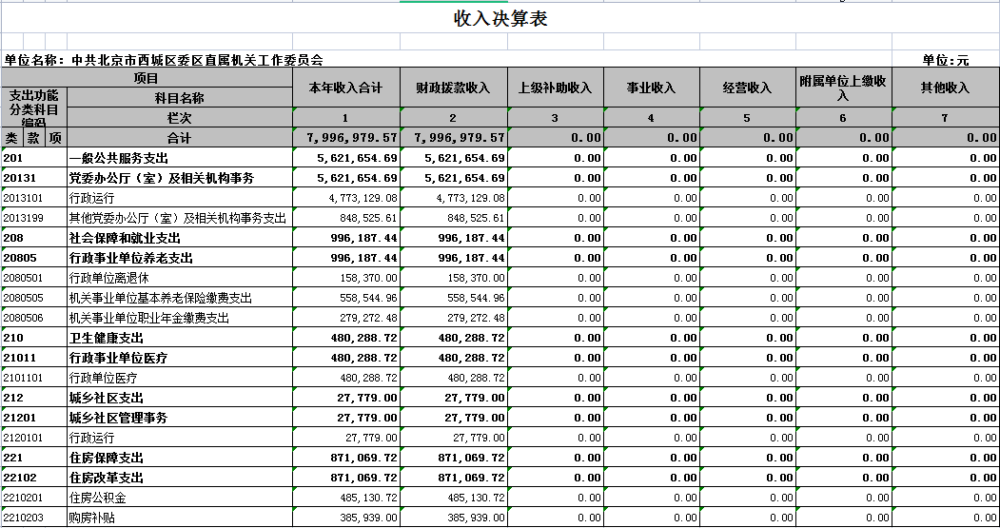 收入决算表
单位名称：中共北京市西城区委区直属机关工作委员会 单位:元
项目 本年收入合计 财政拨款收入 上级补助收入 事业收入 经营收入 附属单位上缴收入 其他收入
支出功能分类科目编码 科目名称
栏次 1 2 3 4 5 6 7
类 款 项 合计 7,996,979.57 7,996,979.57 0.00 0.00 0.00 0.00 0.00
201 一般公共服务支出 5,621,654.69 5,621,654.69 0.00 0.00 0.00 0.00 0.00
20131 党委办公厅（室）及相关机构事务 5,621,654.69 5,621,654.69 0.00 0.00 0.00 0.00 0.00
2013101 行政运行 4,773,129.08 4,773,129.08 0.00 0.00 0.00 0.00 0.00
2013199 其他党委办公厅（室）及相关机构事务支出 848,525.61 848,525.61 0.00 0.00 0.00 0.00 0.00
208 社会保障和就业支出 996,187.44 996,187.44 0.00 0.00 0.00 0.00 0.00
20805 行政事业单位养老支出 996,187.44 996,187.44 0.00 0.00 0.00 0.00 0.00
2080501 行政单位离退休 158,370.00 158,370.00 0.00 0.00 0.00 0.00 0.00
2080505 机关事业单位基本养老保险缴费支出 558,544.96 558,544.96 0.00 0.00 0.00 0.00 0.00
2080506 机关事业单位职业年金缴费支出 279,272.48 279,272.48 0.00 0.00 0.00 0.00 0.00
210 卫生健康支出 480,288.72 480,288.72 0.00 0.00 0.00 0.00 0.00
21011 行政事业单位医疗 480,288.72 480,288.72 0.00 0.00 0.00 0.00 0.00
2101101 行政单位医疗 480,288.72 480,288.72 0.00 0.00 0.00 0.00 0.00
212 城乡社区支出 27,779.00 27,779.00 0.00 0.00 0.00 0.00 0.00
21201 城乡社区管理事务 27,779.00 27,779.00 0.00 0.00 0.00 0.00 0.00
2120101 行政运行 27,779.00 27,779.00 0.00 0.00 0.00 0.00 0.00
221 住房保障支出 871,069.72 871,069.72 0.00 0.00 0.00 0.00 0.00
22102 住房改革支出 871,069.72 871,069.72 0.00 0.00 0.00 0.00 0.00
2210201 住房公积金 485,130.72 485,130.72 0.00 0.00 0.00 0.00 0.00
2210203 购房补贴 385,939.00 385,939.00 0.00 0.00 0.00 0.00 0.00